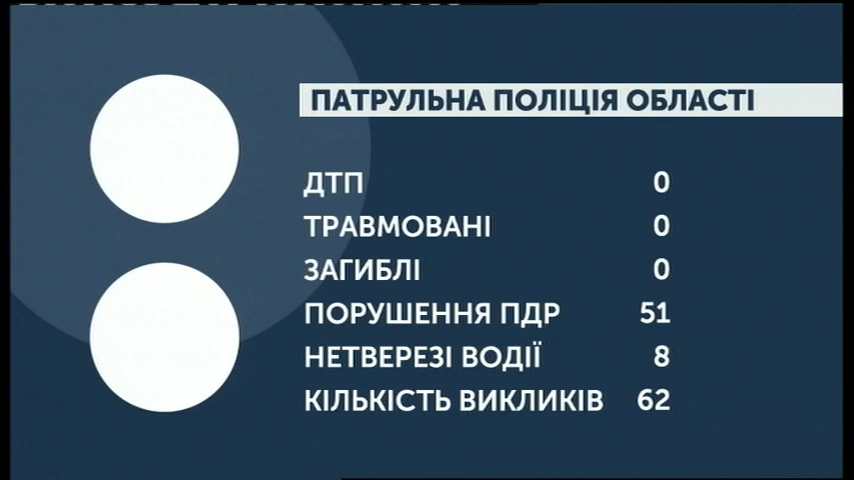 ПАТРУЛЬНА ПОЛІЦІЯ ОБЛАСТІ
ДТП 0
ТРАВМОВАНІ 0
ЗАГИБЛІ 0
ПОРУШЕННЯ ПДР 51
НЕТВЕРЕЗІ ВОДІЇ 8
КІЛЬКІСТЬ ВИКЛИКІВ 62